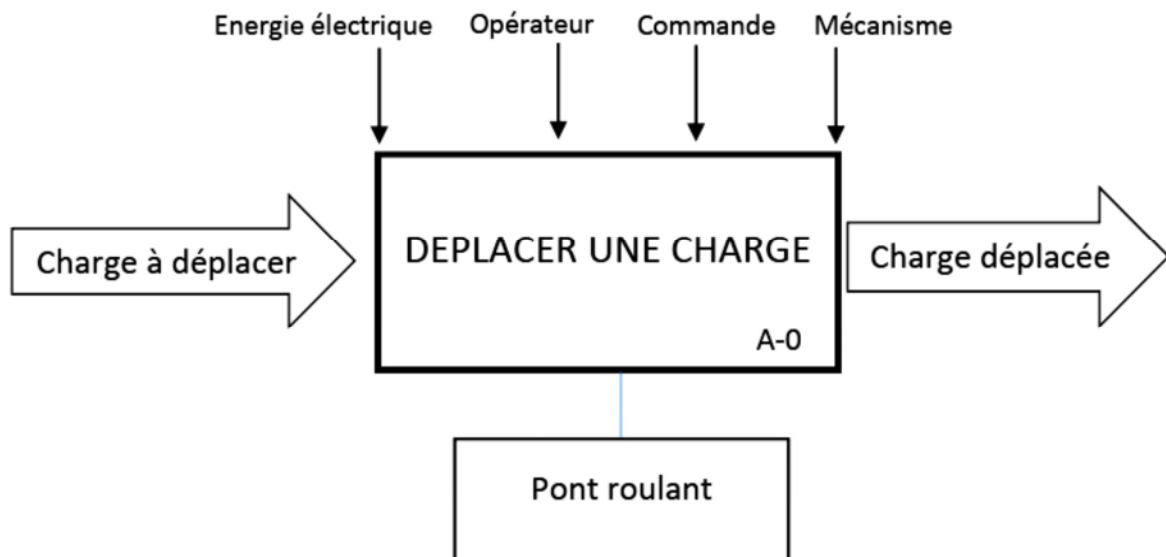 Energie électrique
Opérateur
Commande
Mécanisme
Charge à déplacer
DEPLACER UNE CHARGE
Charge déplacée
A-0
Pont roulant